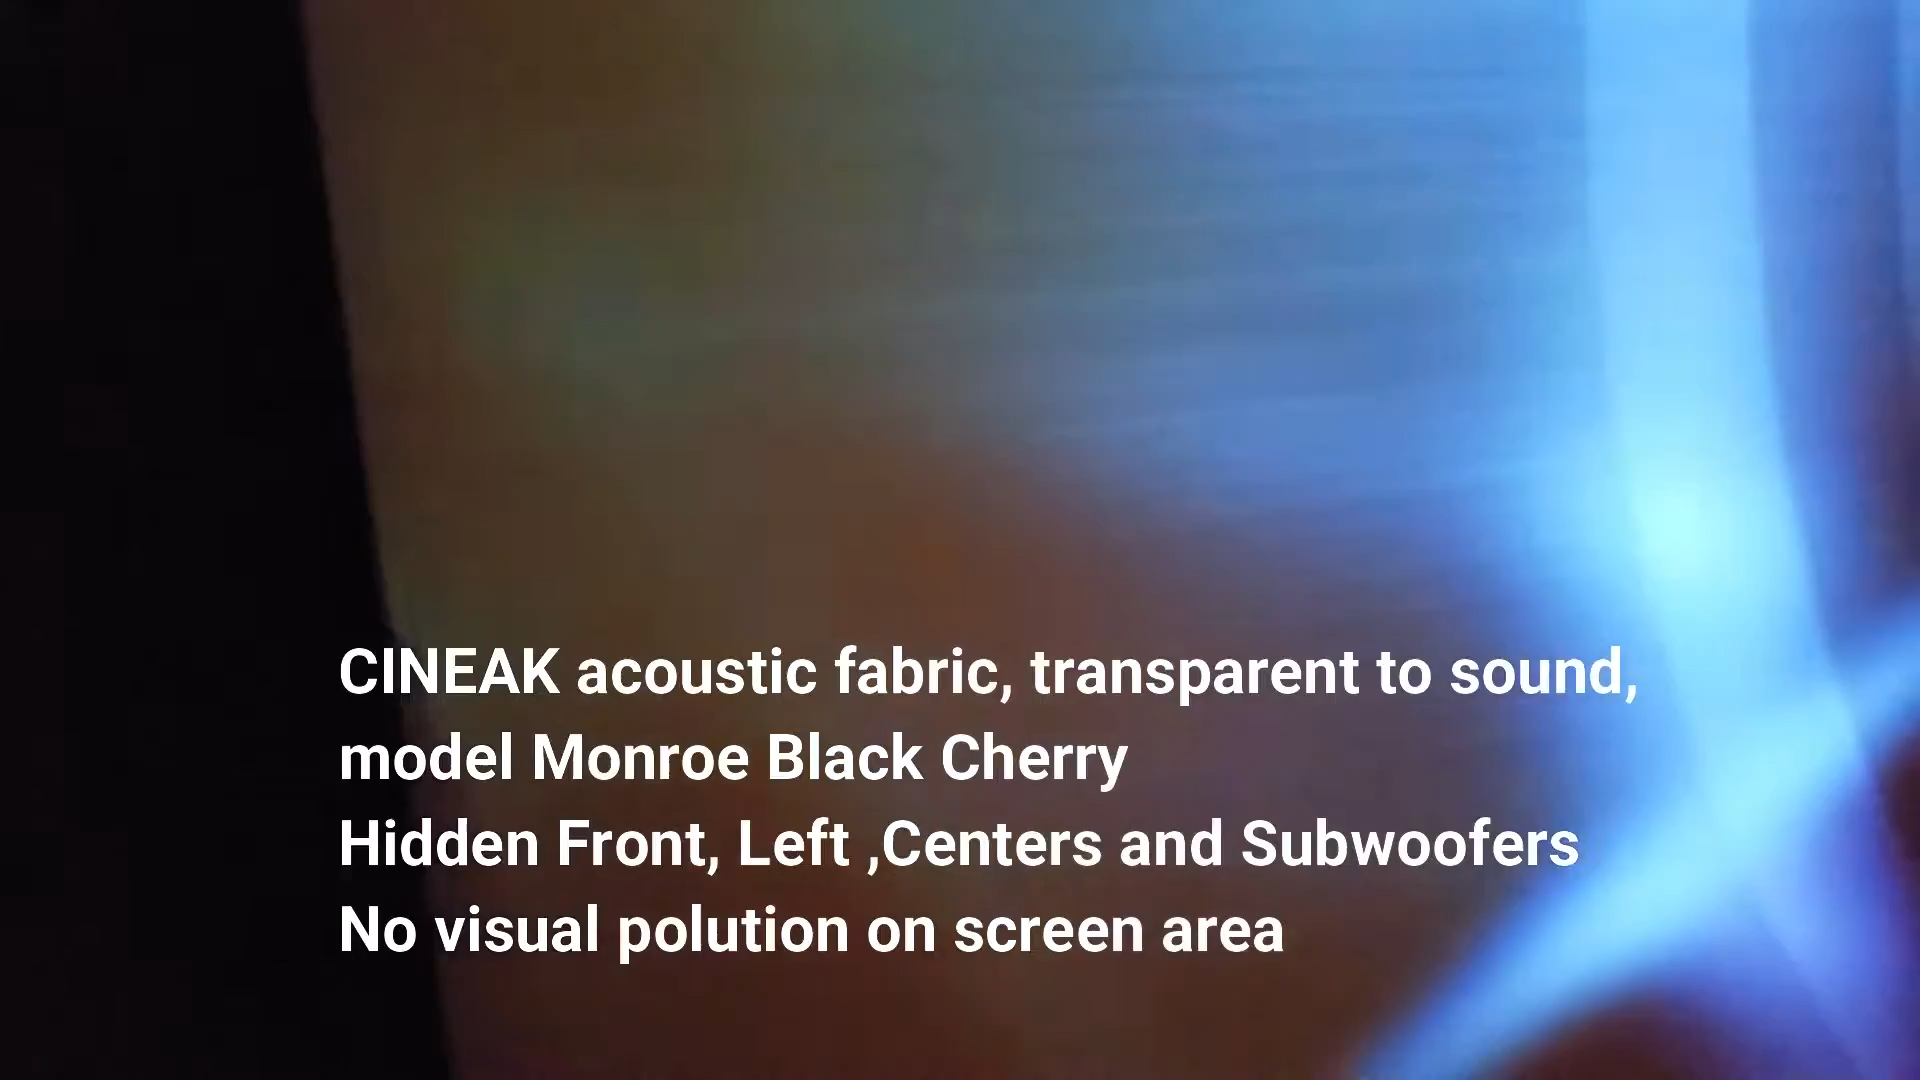 CINEAK acoustic fabric, transparent to sound,
model Monroe Black Cherry
Hidden Front, Left ,Centers and Subwoofers
No visual polution on screen area